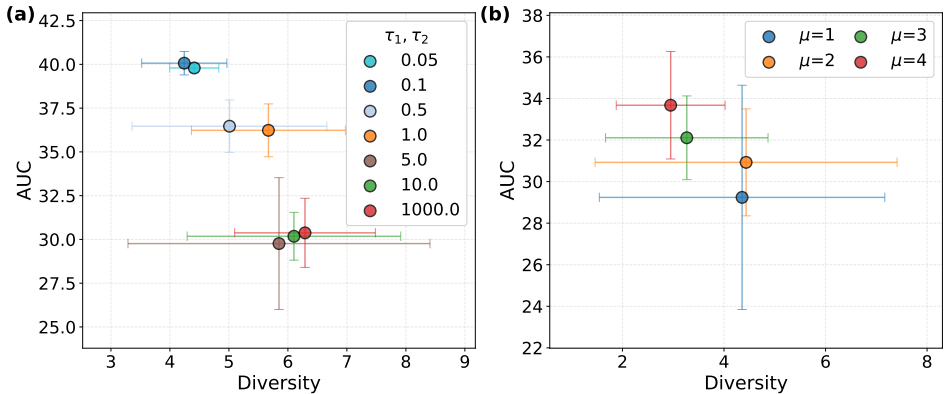 (a)
42.5
40.0
37.5
35.0
32.5
30.0
27.5
25.0
AUC
3 4 5 6 7 8 9
Diversity
τ1, τ2
0.05
0.1
0.5
1.0
5.0
10.0
1000.0
(b)
38
36
34
32
30
28
26
24
22
AUC
2 4 6 8
Diversity
μ=1 μ=3
μ=2 μ=4